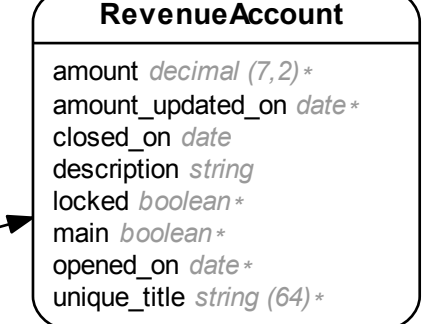 RevenueAccount
amount decimal (7,2) *
amount_updated_on date *
closed_on date
description string
locked boolean *
main boolean *
opened_on date *
unique_title string (64) *